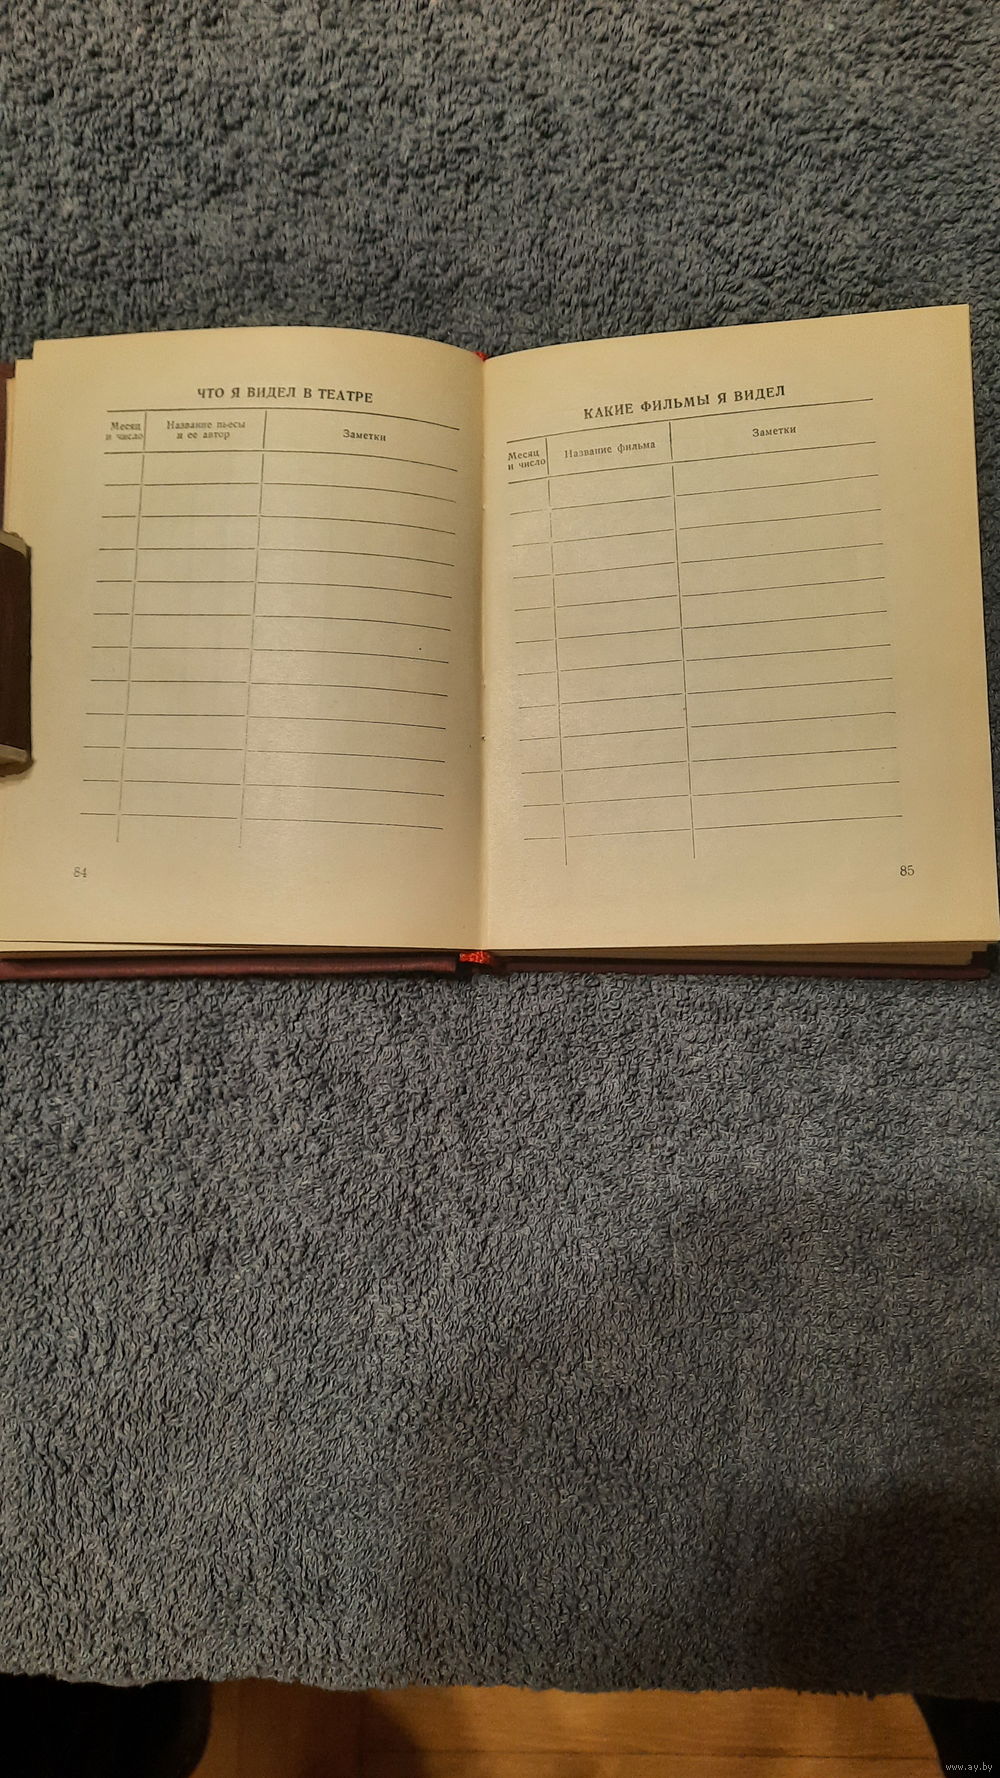 ЧТО Я ВИДЕЛ В ТЕАТРЕ
Месяц и число
Название пьесы и ее автор
Заметки
84
КАКИЕ ФИЛЬМЫ Я ВИДЕЛ
Месяц и число
Название фильма
Заметки
85
www.ay.by